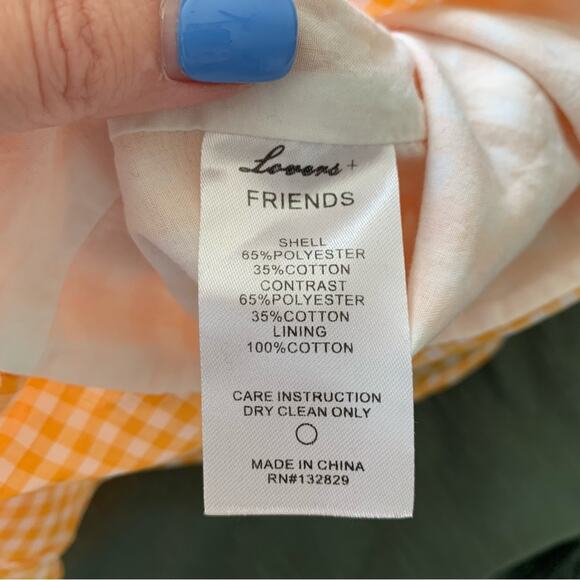 Lovers +
FRIENDS
SHELL
65%POLYESTER
35%COTTON
CONTRAST
65%POLYESTER
35%COTTON
LINING
100%COTTON
CARE INSTRUCTION
DRY CLEAN ONLY
MADE IN CHINA
RN#132829